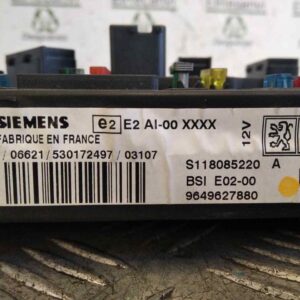 SIEMENS e2 E2 AI-00 XXXX
FABRIQUE EN FRANCE
/ 06621/530172497/03107
12V
S118085220 A
BSI E02-00
9649627880